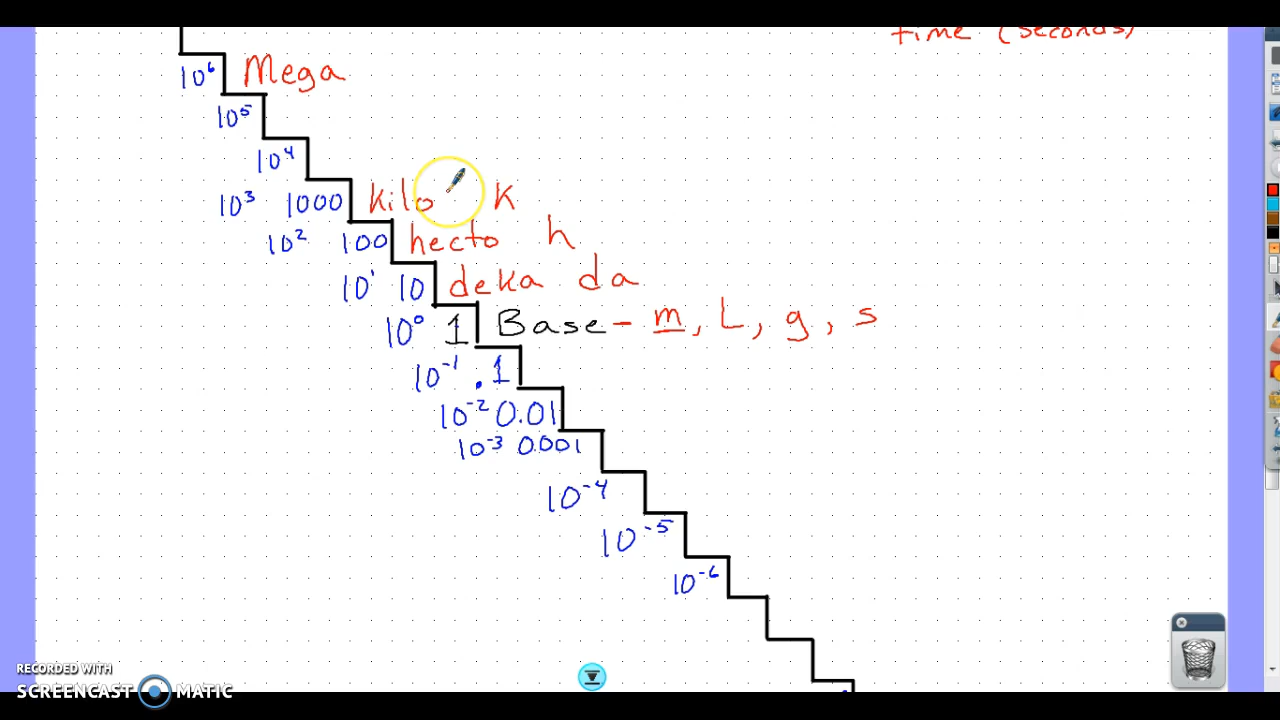 time (seconds)
10⁶ Mega
10⁵
10⁴
10³ 1000 kilo K
10² 100 hecto h
10¹ 10 deka da
10⁰ 1 Base - m, L, g, s
10⁻¹ .1
10⁻² 0.01
10⁻³ 0.001
10⁻⁴
10⁻⁵
10⁻⁶
RECORDED WITH
SCREENCAST MATIC